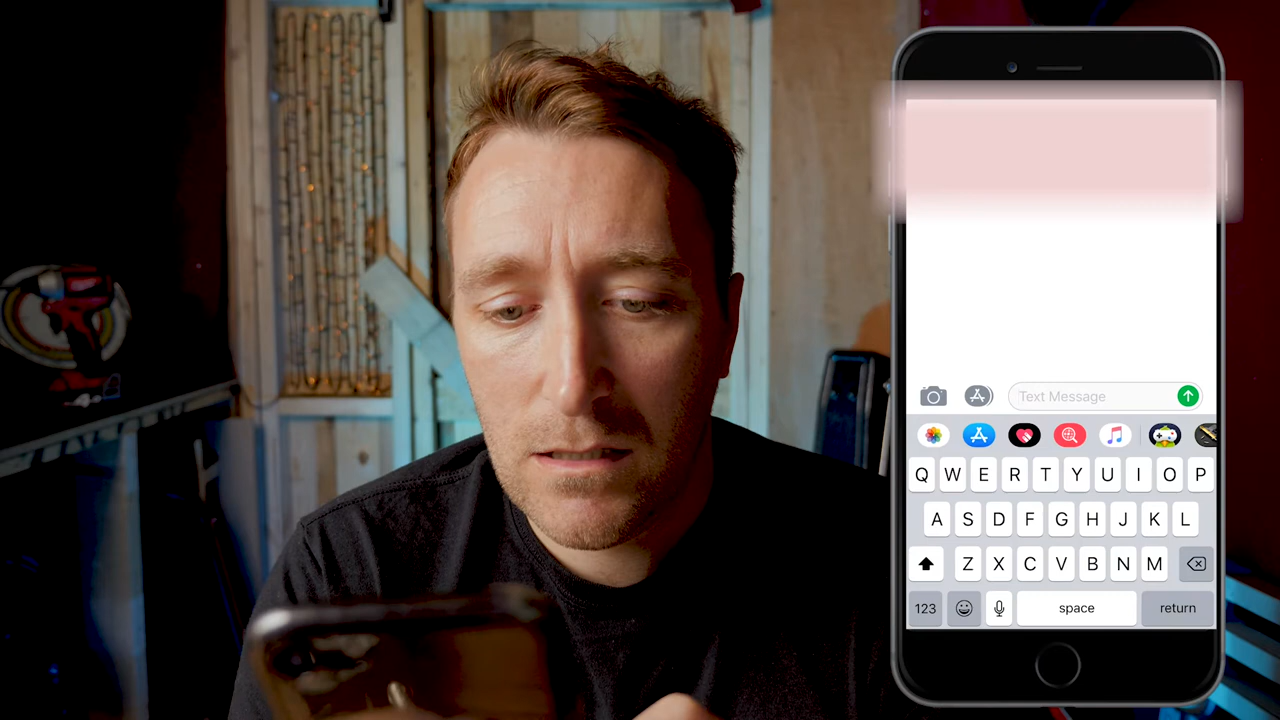 Text Message
Q W E R T Y U I O P
A S D F G H J K L
Z X C V B N M
123 space return